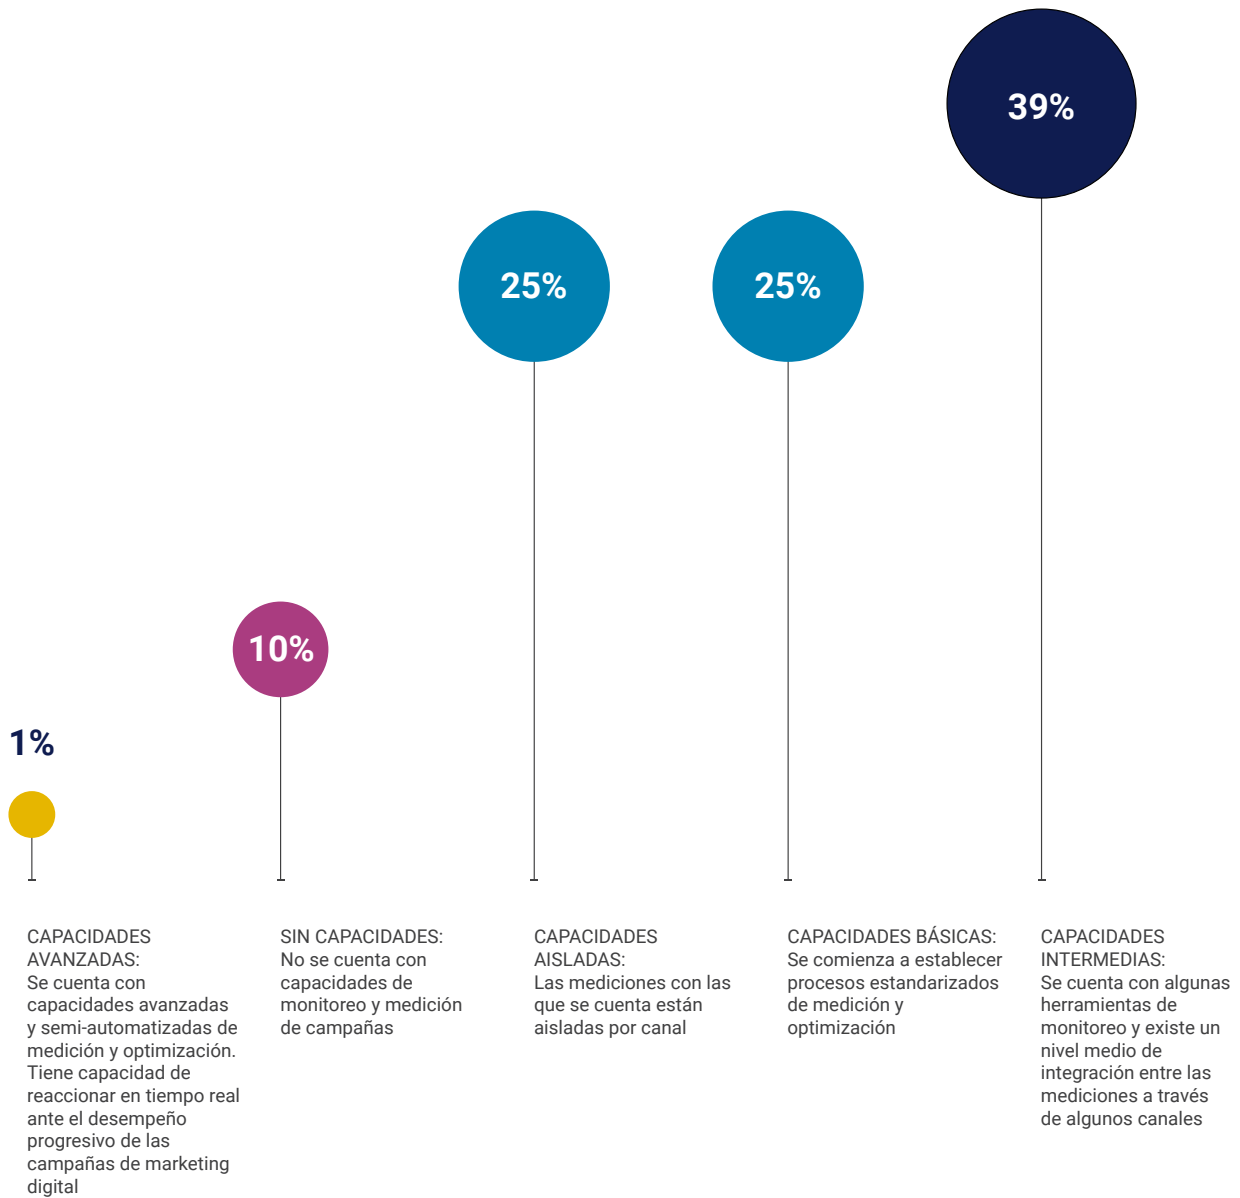 39%
25%
25%
10%
1%
CAPACIDADES
AVANZADAS:
Se cuenta con
capacidades avanzadas
y semi-automatizadas de
medición y optimización.
Tiene capacidad de
reaccionar en tiempo real
ante el desempeño
progresivo de las
campañas de marketing
digital
SIN CAPACIDADES:
No se cuenta con
capacidades de
monitoreo y medición
de campañas
CAPACIDADES
AISLADAS:
Las mediciones con las
que se cuenta están
aisladas por canal
CAPACIDADES BÁSICAS:
Se comienza a establecer
procesos estandarizados
de medición y
optimización
CAPACIDADES
INTERMEDIAS:
Se cuenta con algunas
herramientas de
monitoreo y existe un
nivel medio de
integración entre las
mediciones a través
de algunos canales